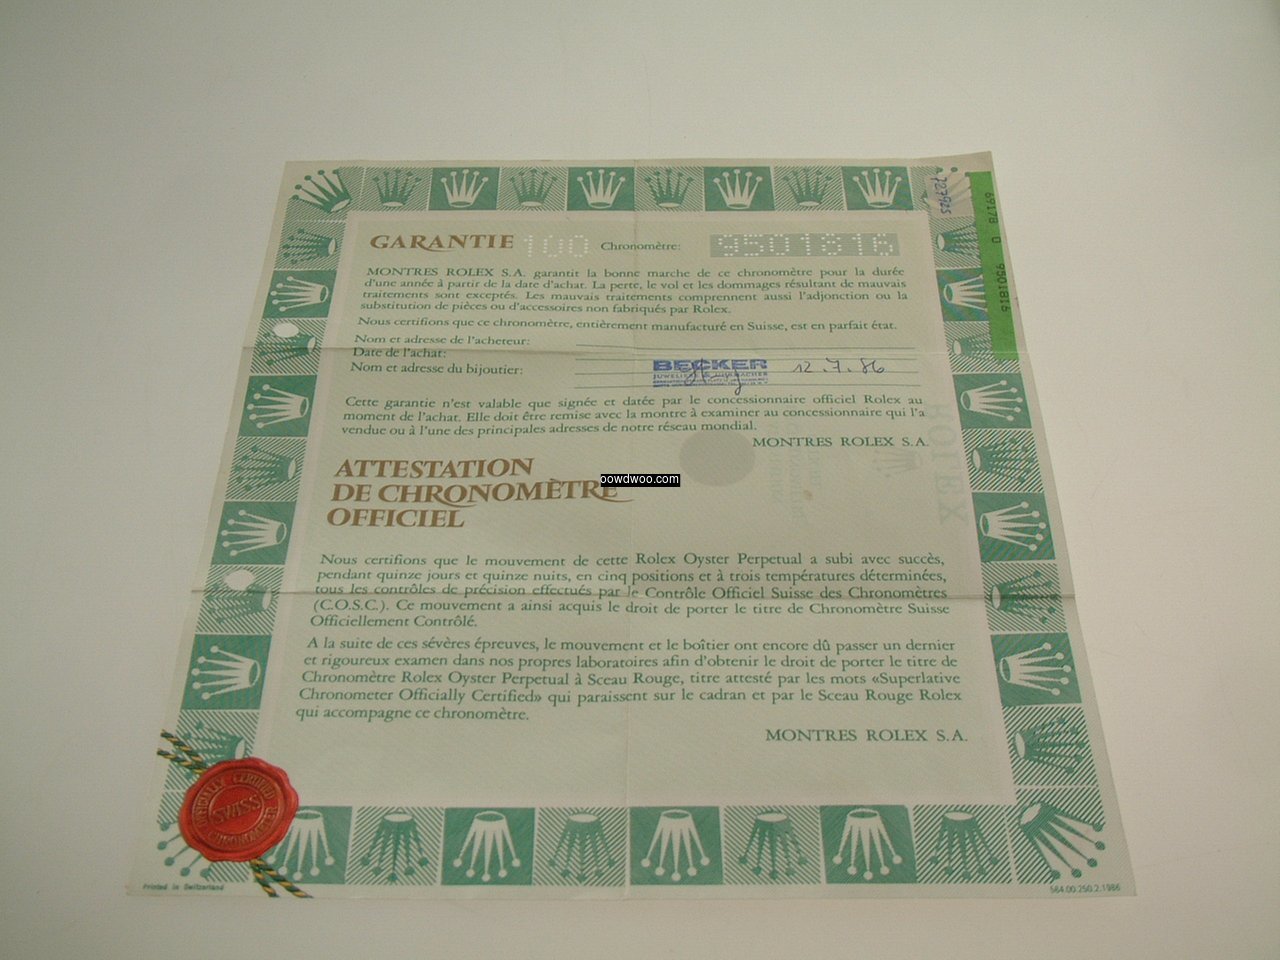 727925
69178 0 9501816
GARANTIE 100 Chronomètre: 9501816
MONTRES ROLEX S.A. garantit la bonne marche de ce chronomètre pour la durée
d'une année à partir de la date d'achat. La perte, le vol et les dommages résultant de mauvais
traitements sont exceptés. Les mauvais traitements comprennent aussi l'adjonction ou la
substitution de pièces ou d'accessoires non fabriqués par Rolex.
Nous certifions que ce chronomètre, entièrement manufacturé en Suisse, est en parfait état.
Nom et adresse de l'acheteur:
Date de l'achat:
Nom et adresse du bijoutier: BECKER 12.7.86
Cette garantie n'est valable que signée et datée par le concessionnaire officiel Rolex au
moment de l'achat. Elle doit être remise avec la montre à examiner au concessionnaire qui l'a
vendue ou à l'une des principales adresses de notre réseau mondial.
MONTRES ROLEX S.A.
ROLEX
ATTESTATION
DE CHRONOMÈTRE
OFFICIEL
oowdwoo.com
Nous certifions que le mouvement de cette Rolex Oyster Perpetual a subi avec succès,
pendant quinze jours et quinze nuits, en cinq positions et à trois températures déterminées,
tous les contrôles de précision effectués par le Contrôle Officiel Suisse des Chronomètres
(C.O.S.C.). Ce mouvement a ainsi acquis le droit de porter le titre de Chronomètre Suisse
Officiellement Contrôlé.
A la suite de ces sévères épreuves, le mouvement et le boîtier ont encore dû passer un dernier
et rigoureux examen dans nos propres laboratoires afin d'obtenir le droit de porter le titre de
Chronomètre Rolex Oyster Perpetual à Sceau Rouge, titre attesté par les mots «Superlative
Chronometer Officially Certified» qui paraissent sur le cadran et par le Sceau Rouge Rolex
qui accompagne ce chronomètre.
MONTRES ROLEX S.A.
OFFICIALLY CERTIFIED
SWISS
CHRONOMETER
Printed in Switzerland
564.00.250.2.1986